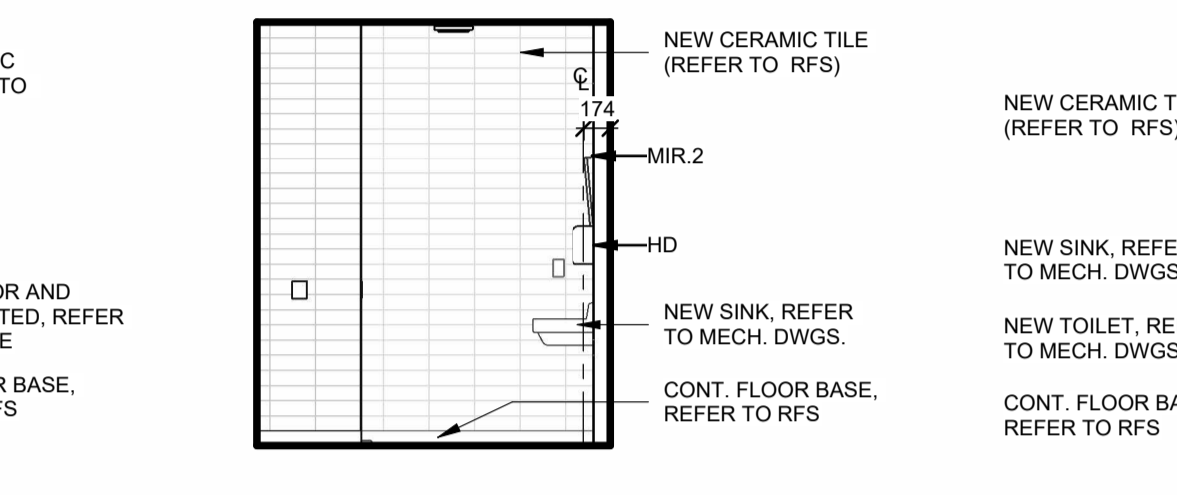 C
TO
OR AND
TED, REFER
E
R BASE,
FS
NEW CERAMIC TILE
(REFER TO RFS)
℄
174
MIR.2
HD
NEW SINK, REFER
TO MECH. DWGS.
CONT. FLOOR BASE,
REFER TO RFS
NEW CERAMIC T
(REFER TO RFS)
NEW SINK, REFE
TO MECH. DWGS
NEW TOILET, RE
TO MECH. DWGS
CONT. FLOOR BA
REFER TO RFS